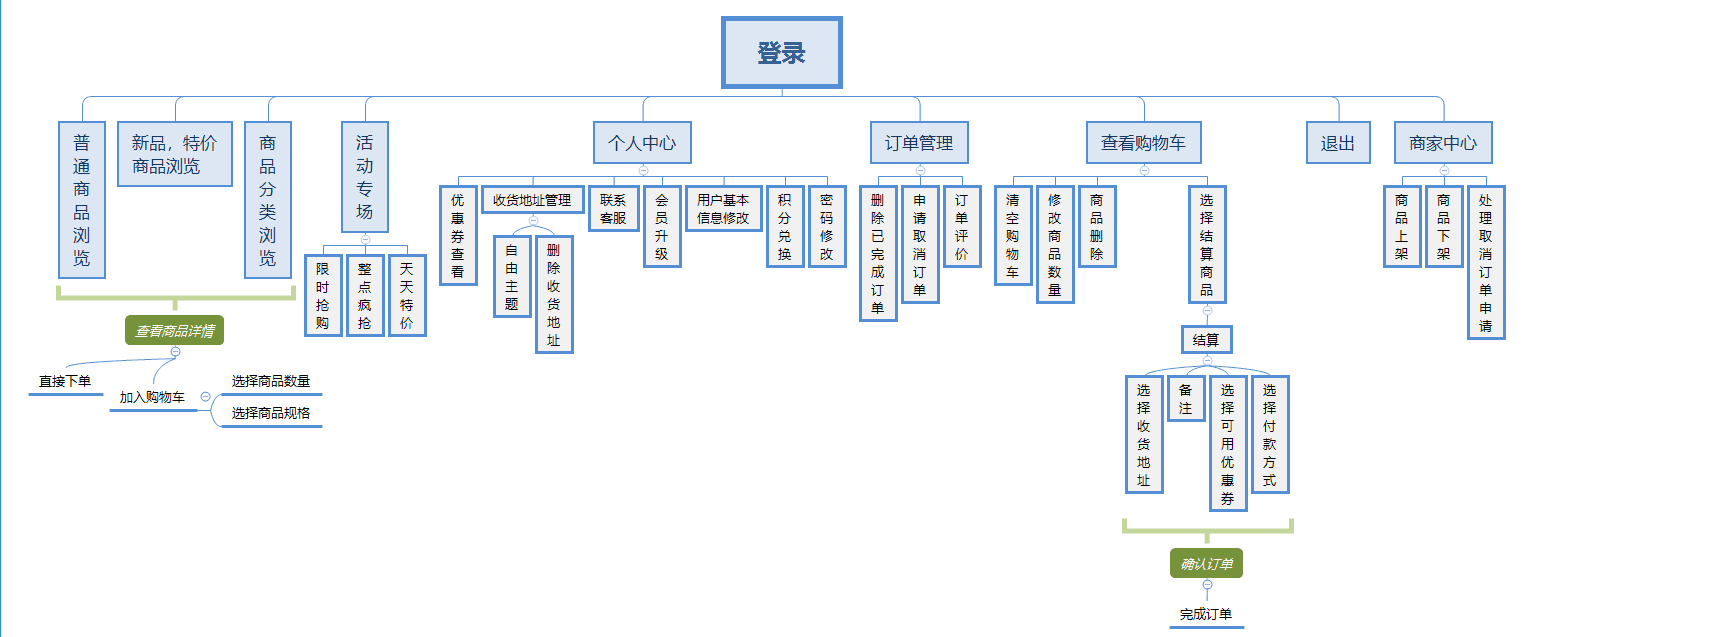 登录
普通商品浏览
新品，特价
商品浏览
商品分类浏览
活动专场
个人中心
订单管理
查看购物车
退出
商家中心
限时抢购
整点疯抢
天天特价
优惠券查看
收货地址管理
联系
客服
会员升级
用户基本
信息修改
积分兑换
密码修改
自由主题
删除收货地址
删除已完成订单
申请取消订单
订单评价
清空购物车
修改商品数量
商品删除
选择结算商品
商品上架
商品下架
处理取消订单申请
查看商品详情
直接下单
加入购物车
选择商品数量
选择商品规格
结算
选择收货地址
备注
选择可用优惠券
选择付款方式
确认订单
完成订单